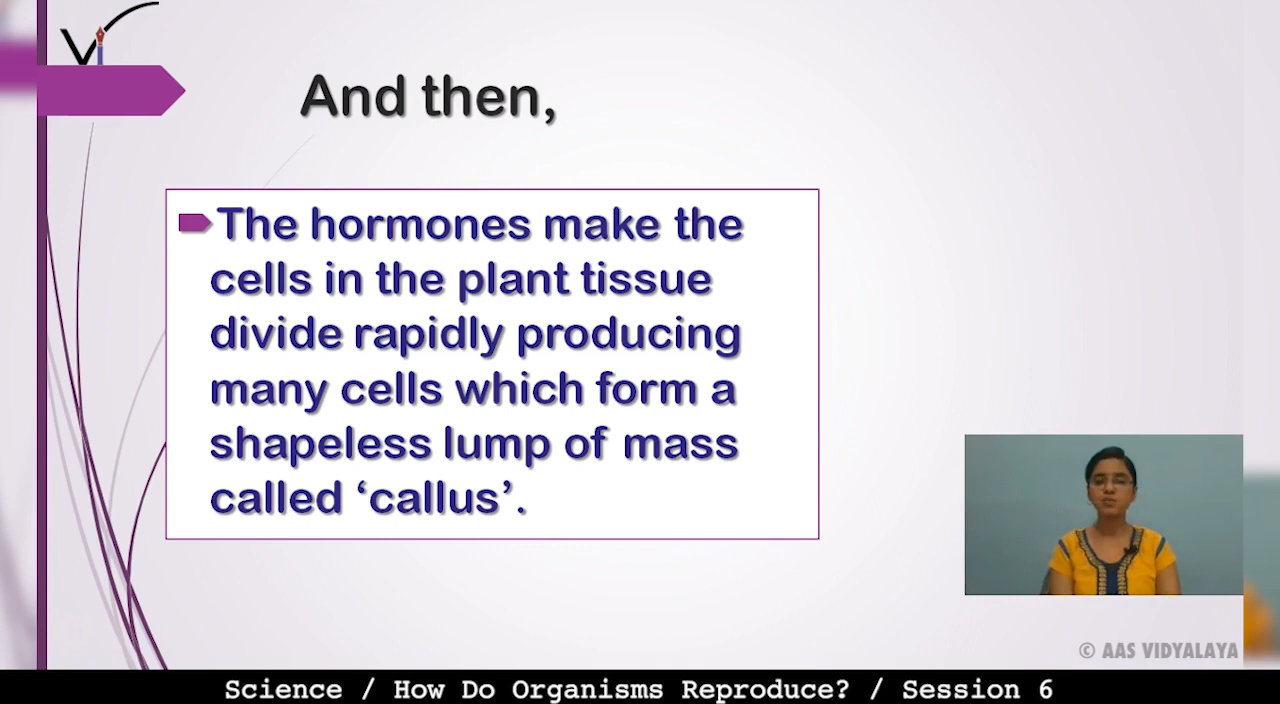 Vi
And then,
The hormones make the
cells in the plant tissue
divide rapidly producing
many cells which form a
shapeless lump of mass
called ‘callus’.
© AAS VIDYALAYA
Science / How Do Organisms Reproduce? / Session 6